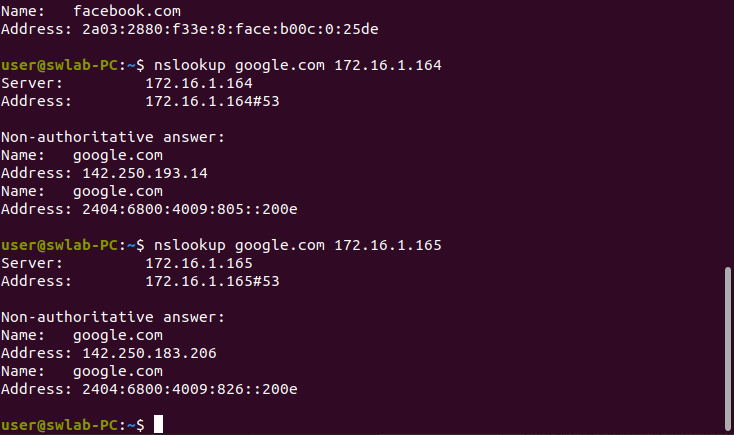 Name:   facebook.com
Address: 2a03:2880:f33e:8:face:b00c:0:25de
user@swlab-PC:~$ nslookup google.com 172.16.1.164
Server:         172.16.1.164
Address:        172.16.1.164#53
Non-authoritative answer:
Name:   google.com
Address: 142.250.193.14
Name:   google.com
Address: 2404:6800:4009:805::200e
user@swlab-PC:~$ nslookup google.com 172.16.1.165
Server:         172.16.1.165
Address:        172.16.1.165#53
Non-authoritative answer:
Name:   google.com
Address: 142.250.183.206
Name:   google.com
Address: 2404:6800:4009:826::200e
user@swlab-PC:~$